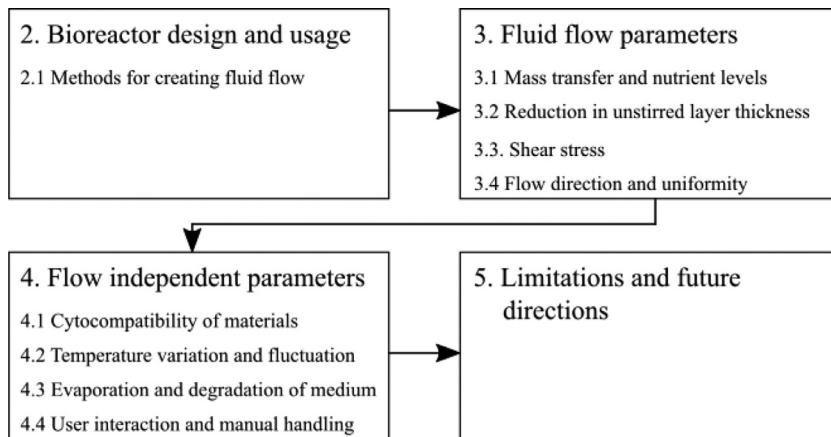 2. Bioreactor design and usage
2.1 Methods for creating fluid flow
3. Fluid flow parameters
3.1 Mass transfer and nutrient levels
3.2 Reduction in unstirred layer thickness
3.3. Shear stress
3.4 Flow direction and uniformity
4. Flow independent parameters
4.1 Cytocompatibility of materials
4.2 Temperature variation and fluctuation
4.3 Evaporation and degradation of medium
4.4 User interaction and manual handling
5. Limitations and future
directions